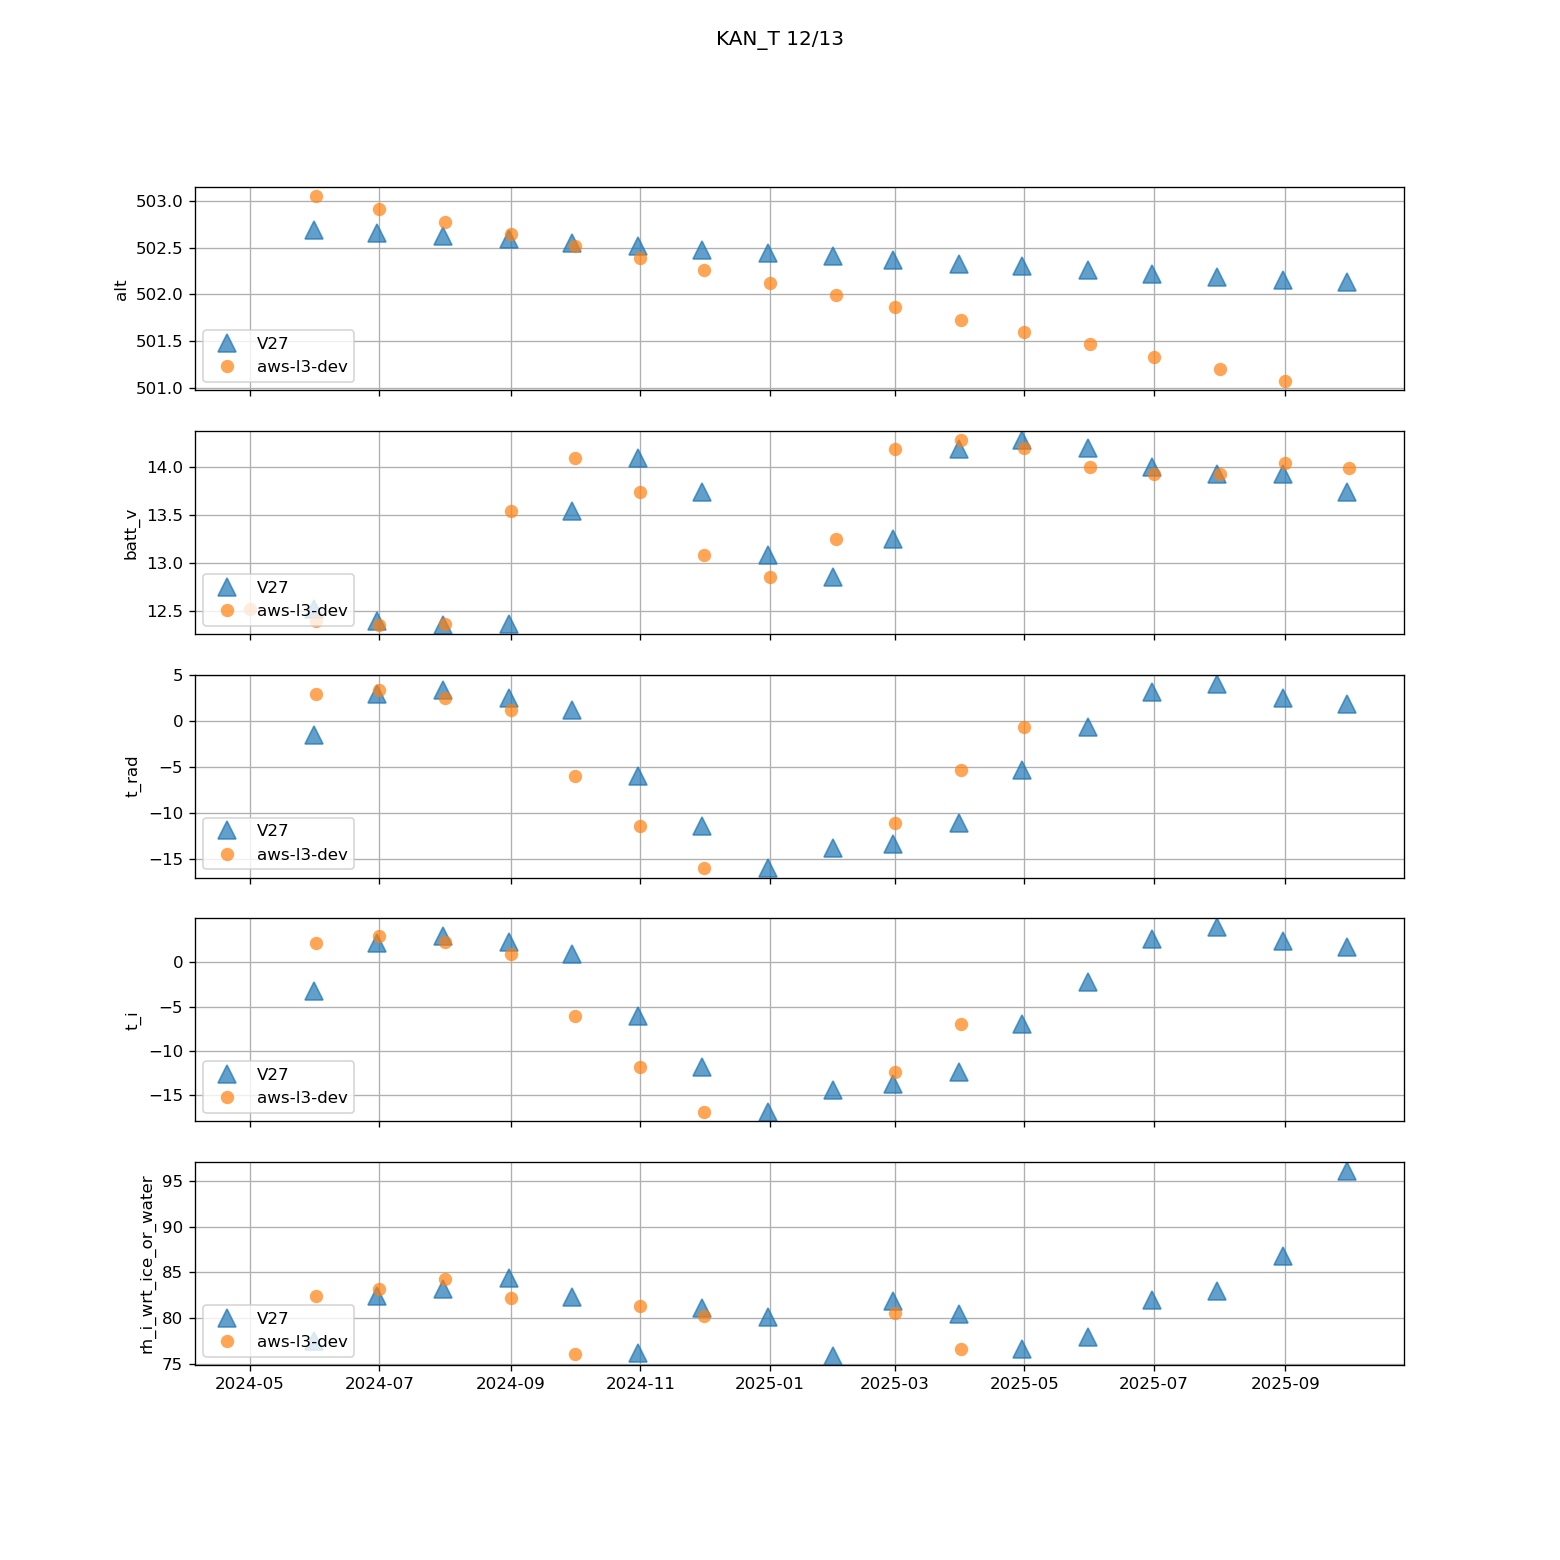 KAN_T 12/13
alt
503.0
502.5
502.0
501.5
501.0
V27
aws-l3-dev
batt_v
14.0
13.5
13.0
12.5
V27
aws-l3-dev
t_rad
5
0
−5
−10
−15
V27
aws-l3-dev
t_i
0
−5
−10
−15
V27
aws-l3-dev
rh_i_wrt_ice_or_water
95
90
85
80
75
V27
aws-l3-dev
2024-05 2024-07 2024-09 2024-11 2025-01 2025-03 2025-05 2025-07 2025-09